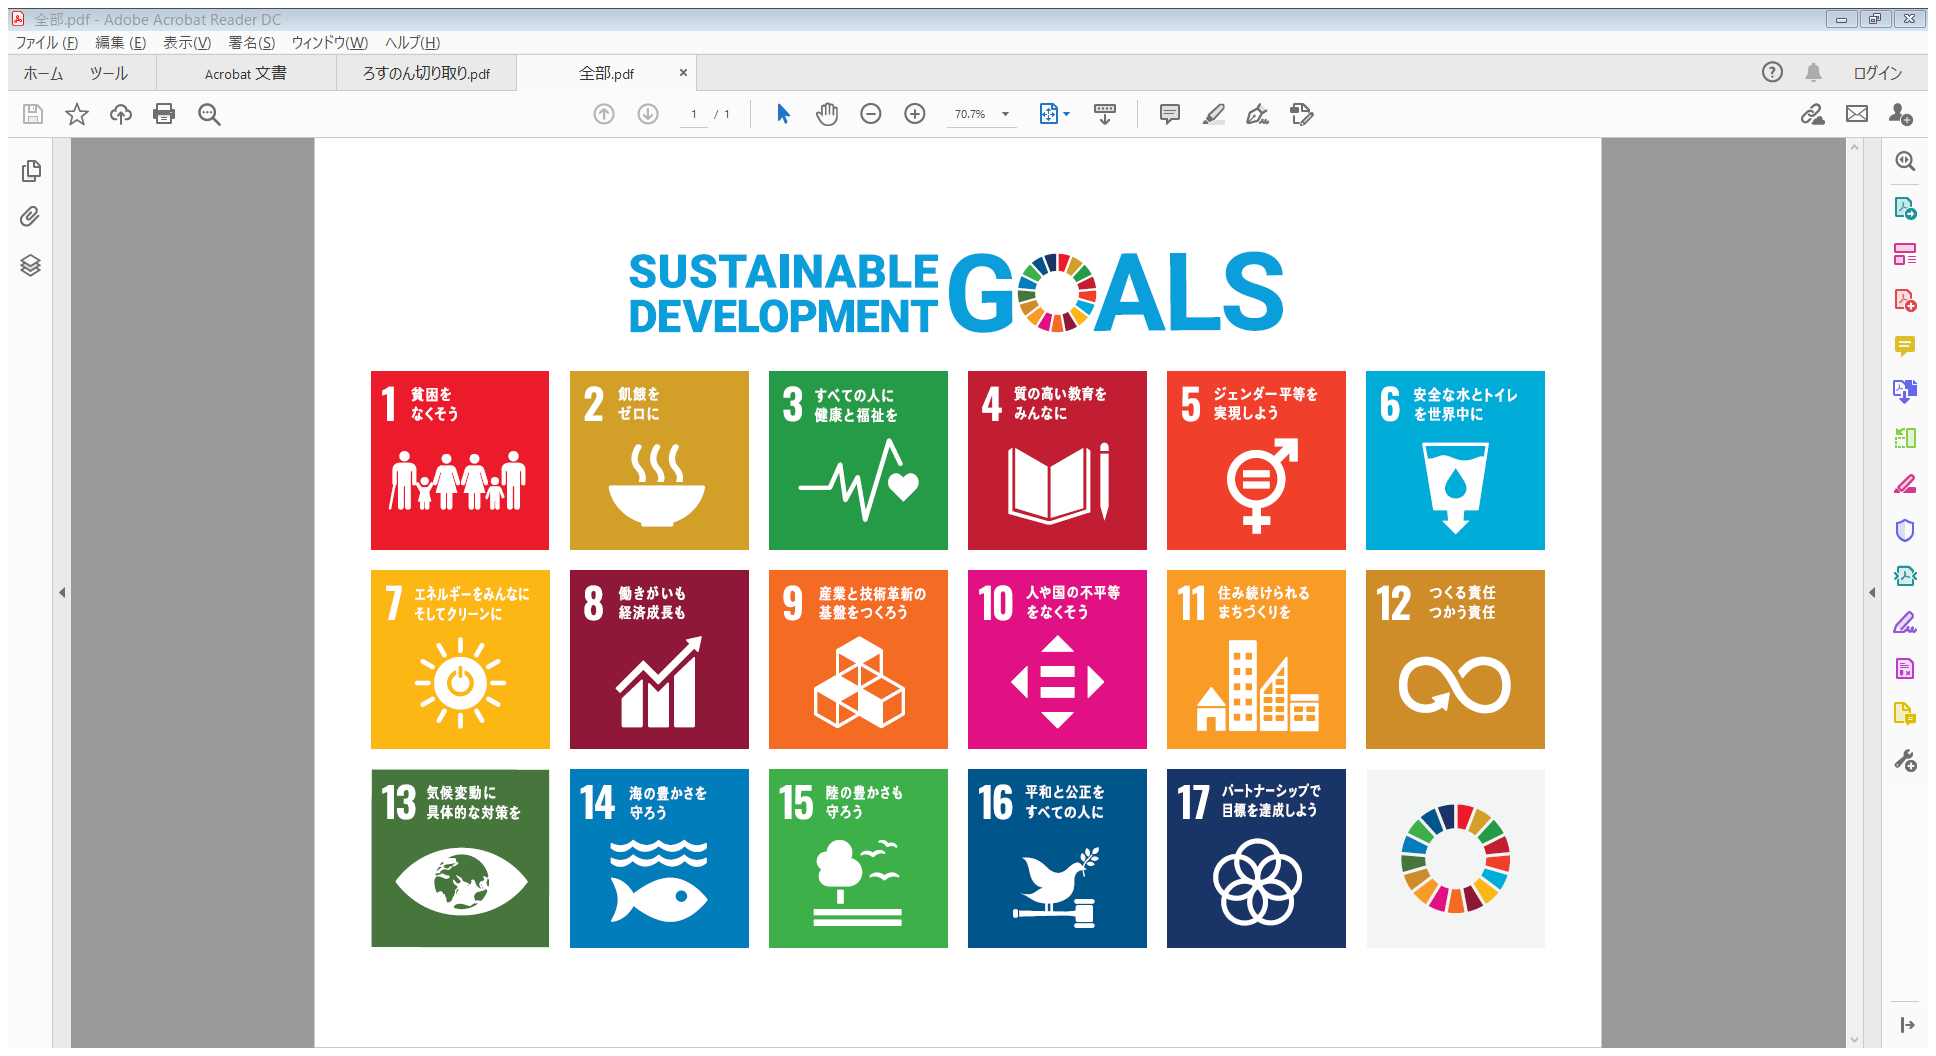 全部.pdf - Adobe Acrobat Reader DC
ファイル (F) 編集 (E) 表示(V) 署名(S) ウィンドウ(W) ヘルプ(H)
ホーム ツール Acrobat 文書 ろすのん切り取り.pdf 全部.pdf × ログイン
1 / 1 70.7%
SUSTAINABLE
DEVELOPMENT
GOALS
1 貧困を
なくそう
2 飢餓を
ゼロに
3 すべての人に
健康と福祉を
4 質の高い教育を
みんなに
5 ジェンダー平等を
実現しよう
6 安全な水とトイレ
を世界中に
7 エネルギーをみんなに
そしてクリーンに
8 働きがいも
経済成長も
9 産業と技術革新の
基盤をつくろう
10 人や国の不平等
をなくそう
11 住み続けられる
まちづくりを
12 つくる責任
つかう責任
13 気候変動に
具体的な対策を
14 海の豊かさを
守ろう
15 陸の豊かさも
守ろう
16 平和と公正を
すべての人に
17 パートナーシップで
目標を達成しよう